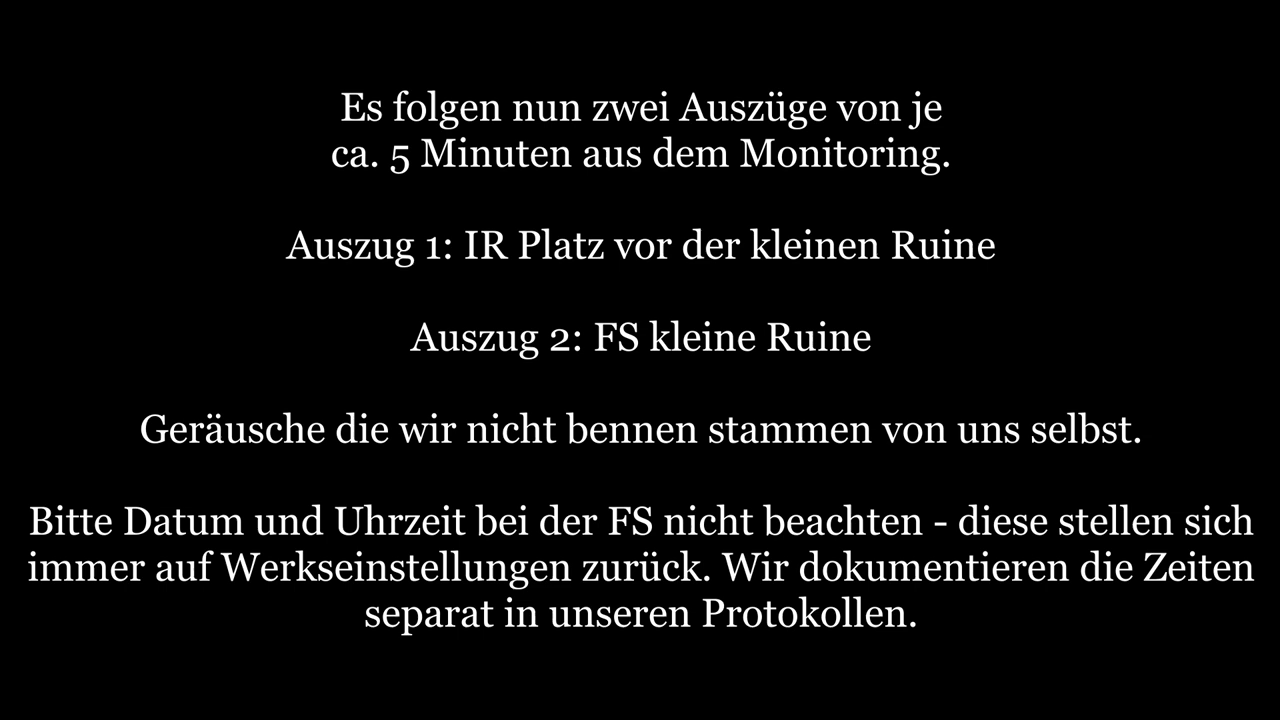 Es folgen nun zwei Auszüge von je
ca. 5 Minuten aus dem Monitoring.
Auszug 1: IR Platz vor der kleinen Ruine
Auszug 2: FS kleine Ruine
Geräusche die wir nicht bennen stammen von uns selbst.
Bitte Datum und Uhrzeit bei der FS nicht beachten - diese stellen sich
immer auf Werkseinstellungen zurück. Wir dokumentieren die Zeiten
separat in unseren Protokollen.